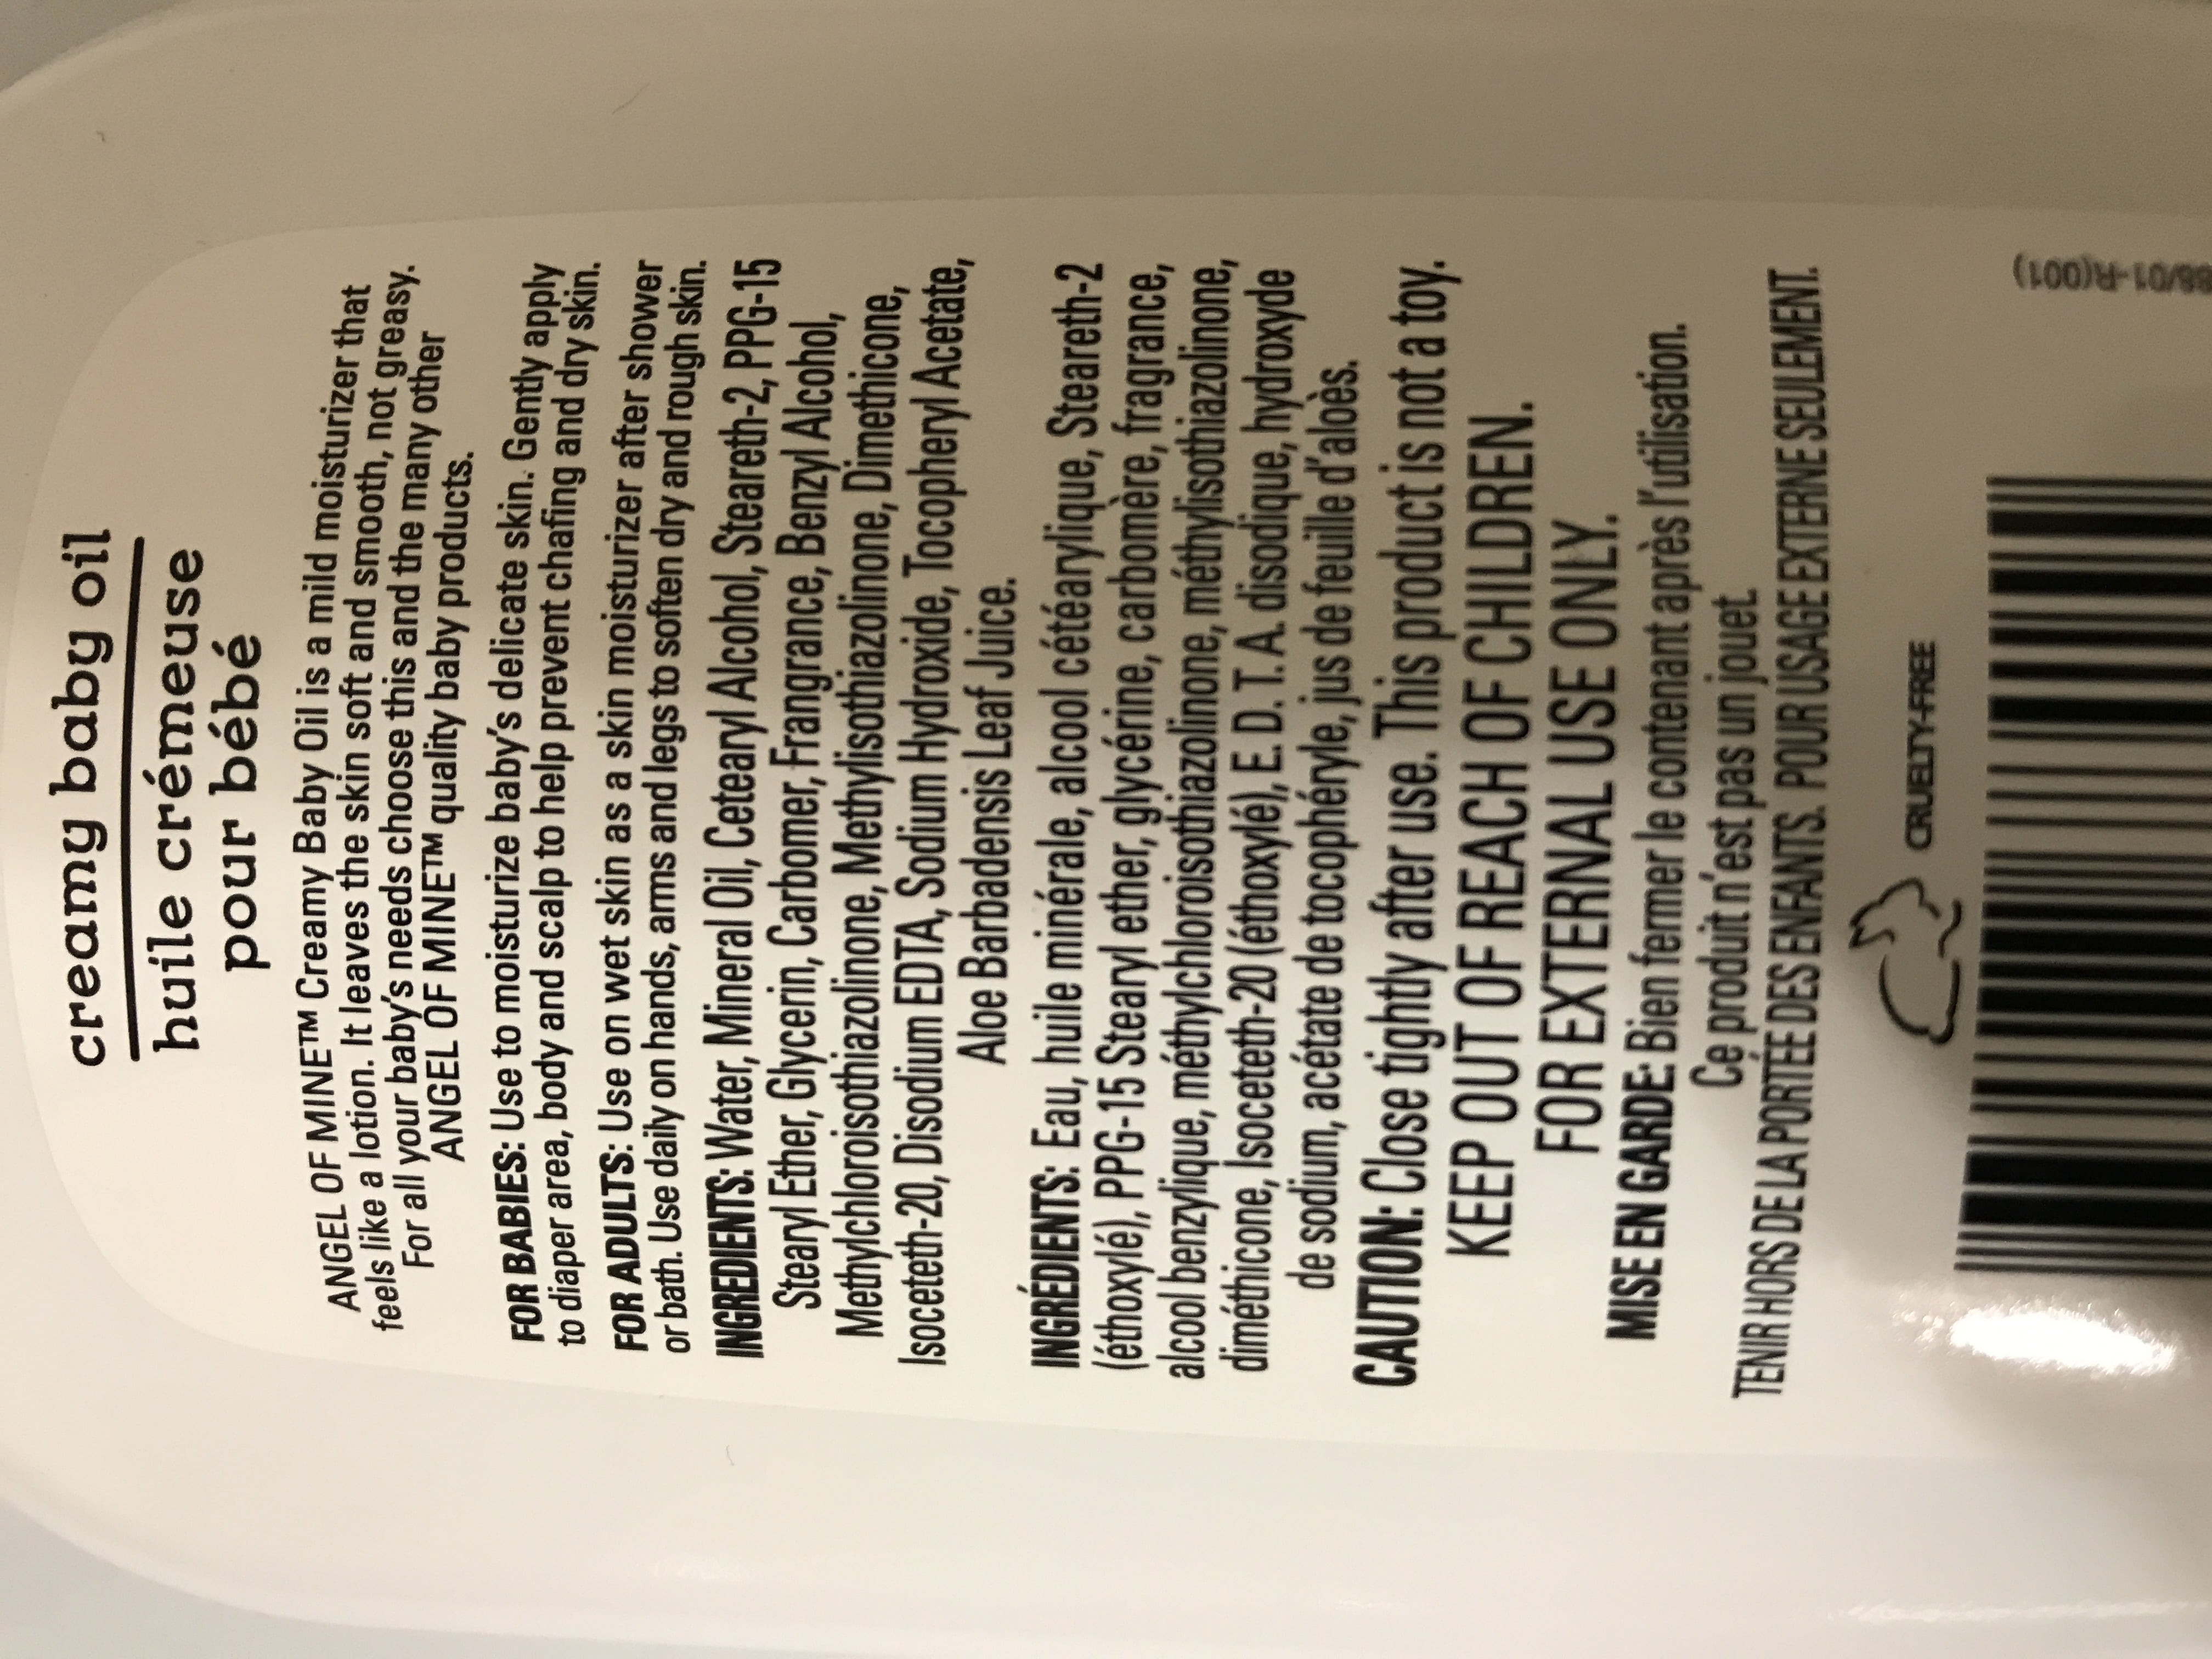 creamy baby oil
huile crémeuse
pour bébé
ANGEL OF MINE™ Creamy Baby Oil is a mild moisturizer that
feels like a lotion. It leaves the skin soft and smooth, not greasy.
For all your baby's needs choose this and the many other
ANGEL OF MINE™ quality baby products.
FOR BABIES: Use to moisturize baby's delicate skin. Gently apply
to diaper area, body and scalp to help prevent chafing and dry skin.
FOR ADULTS: Use on wet skin as a skin moisturizer after shower
or bath. Use daily on hands, arms and legs to soften dry and rough skin.
INGREDIENTS: Water, Mineral Oil, Cetearyl Alcohol, Steareth-2, PPG-15
Stearyl Ether, Glycerin, Carbomer, Frangrance, Benzyl Alcohol,
Methylchloroisothiazolinone, Methylisothiazolinone, Dimethicone,
Isoceteth-20, Disodium EDTA, Sodium Hydroxide, Tocopheryl Acetate,
Aloe Barbadensis Leaf Juice.
INGRÉDIENTS: Eau, huile minérale, alcool cétéarylique, Steareth-2
(éthoxylé), PPG-15 Stearyl ether, glycérine, carbomère, fragrance,
alcool benzylique, méthylchloroisothiazolinone, méthylisothiazolinone,
diméthicone, Isoceteth-20 (éthoxylé), E. D. T.A. disodique, hydroxyde
de sodium, acétate de tocophéryle, jus de feuille d'aloès.
CAUTION: Close tightly after use. This product is not a toy.
KEEP OUT OF REACH OF CHILDREN.
FOR EXTERNAL USE ONLY.
MISE EN GARDE: Bien fermer le contenant après l'utilisation.
Ce produit n'est pas un jouet.
TENIR HORS DE LA PORTÉE DES ENFANTS. POUR USAGE EXTERNE SEULEMENT.
CRUELTY-FREE